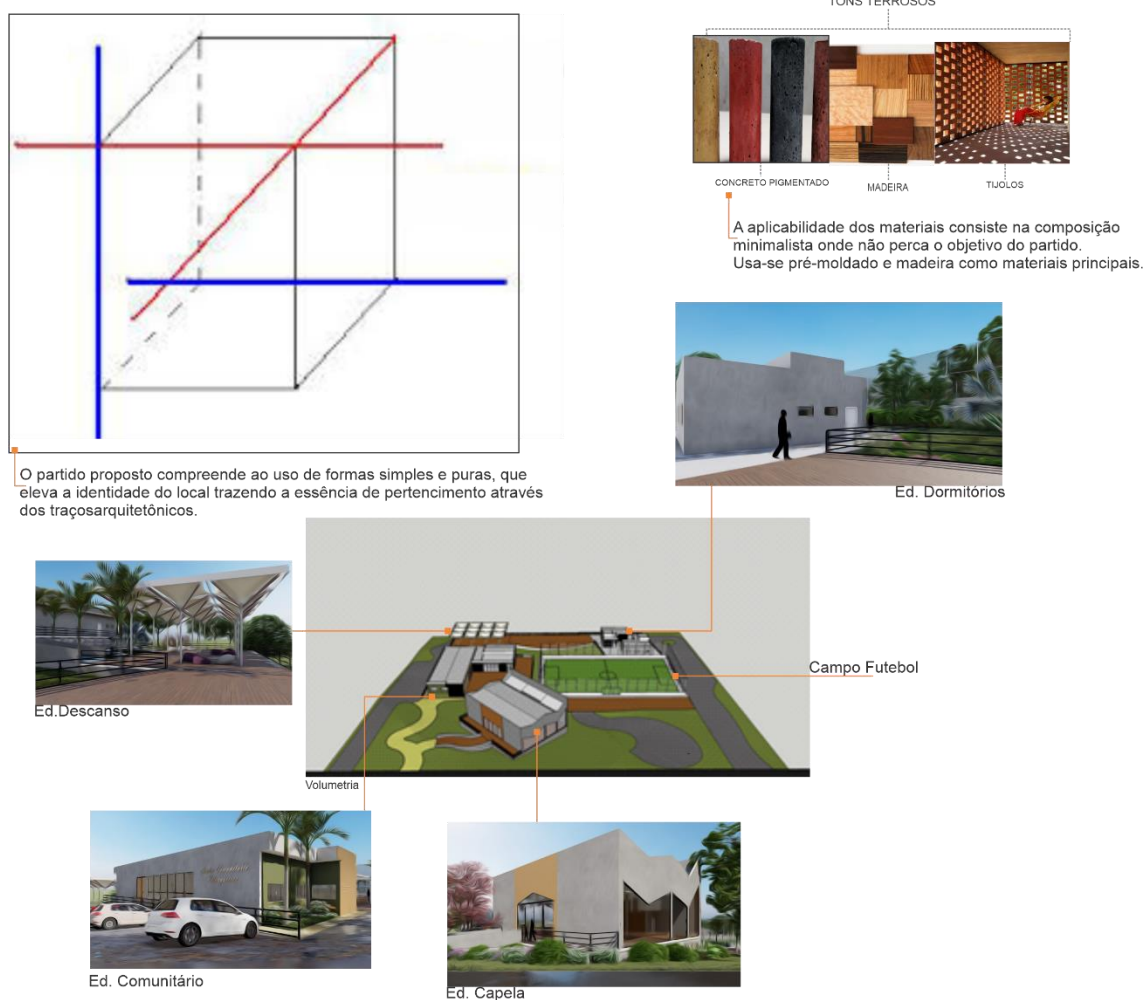 TONS TERROSOS
CONCRETO PIGMENTADO
MADEIRA
TIJOLOS
A aplicabilidade dos materiais consiste na composição
minimalista onde não perca o objetivo do partido.
Usa-se pré-moldado e madeira como materiais principais.
O partido proposto compreende ao uso de formas simples e puras, que
eleva a identidade do local trazendo a essência de pertencimento através
dos traçosarquitetônicos.
Ed. Dormitórios
Ed.Descanso
Campo Futebol
Volumetria
Ed. Comunitário
Ed. Capela